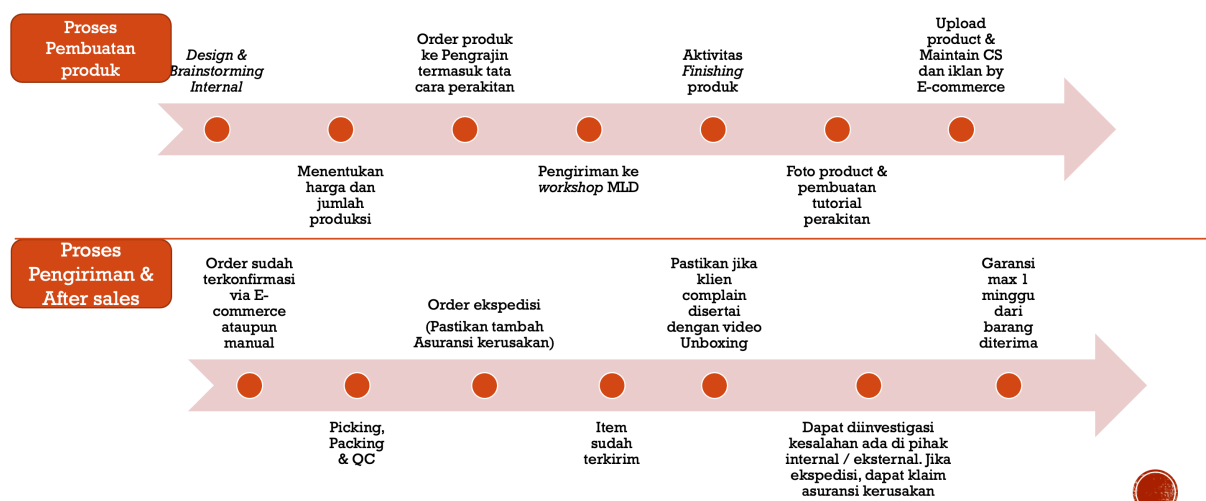 Proses
Pembuatan
produk
Design &
Brainstorming
Internal
Menentukan
harga dan
jumlah
produksi
Order produk
ke Pengrajin
termasuk tata
cara perakitan
Pengiriman ke
workshop MLD
Aktivitas
Finishing
produk
Foto product &
pembuatan
tutorial
perakitan
Upload
product &
Maintain CS
dan iklan by
E-commerce
Proses
Pengiriman &
After sales
Order sudah
terkonfirmasi
via E-
commerce
ataupun
manual
Picking,
Packing
& QC
Order ekspedisi
(Pastikan tambah
Asuransi kerusakan)
Item
sudah
terkirim
Pastikan jika
klien
complain
disertai
dengan video
Unboxing
Dapat diinvestigasi
kesalahan ada di pihak
internal / eksternal. Jika
ekspedisi, dapat klaim
asuransi kerusakan
Garansi
max 1
minggu
dari
barang
diterima